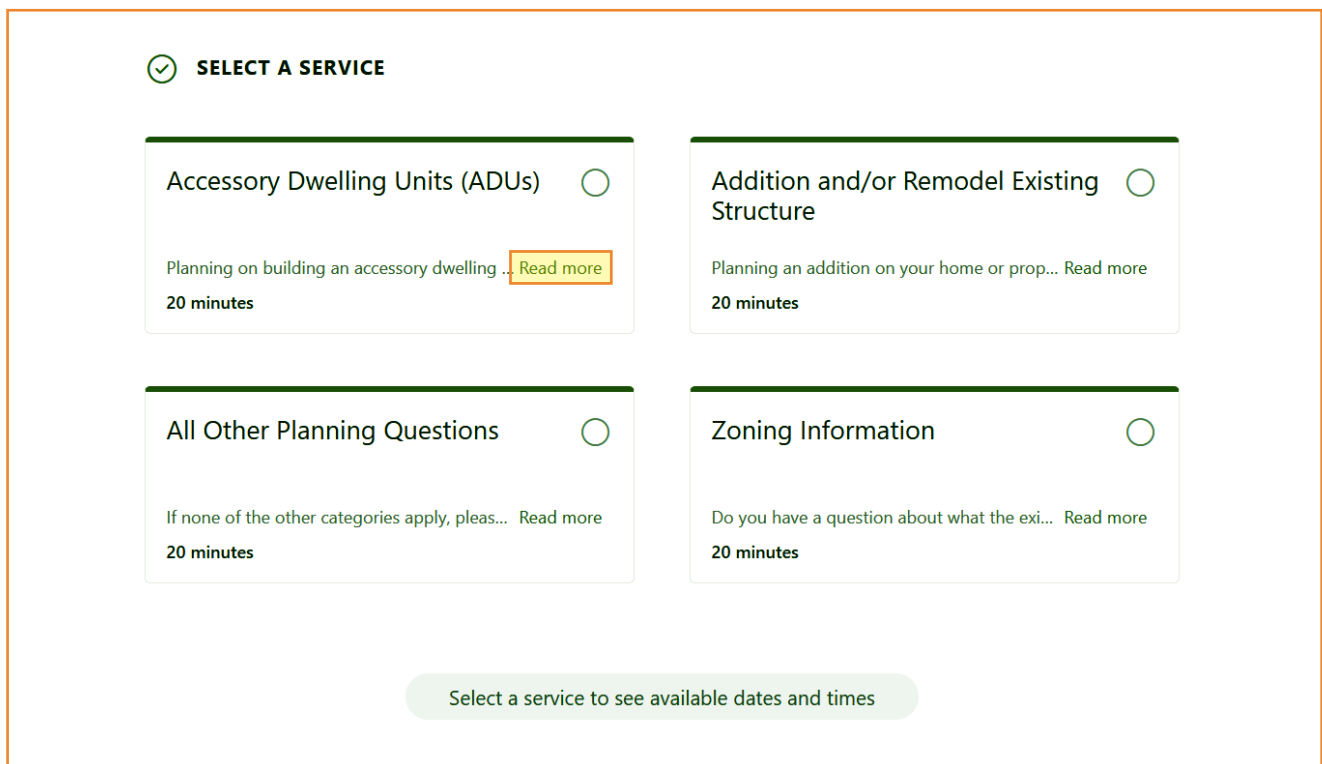 SELECT A SERVICE
Accessory Dwelling Units (ADUs)
Planning on building an accessory dwelling ... Read more
20 minutes
Addition and/or Remodel Existing
Structure
Planning an addition on your home or prop... Read more
20 minutes
All Other Planning Questions
If none of the other categories apply, pleas... Read more
20 minutes
Zoning Information
Do you have a question about what the exi... Read more
20 minutes
Select a service to see available dates and times